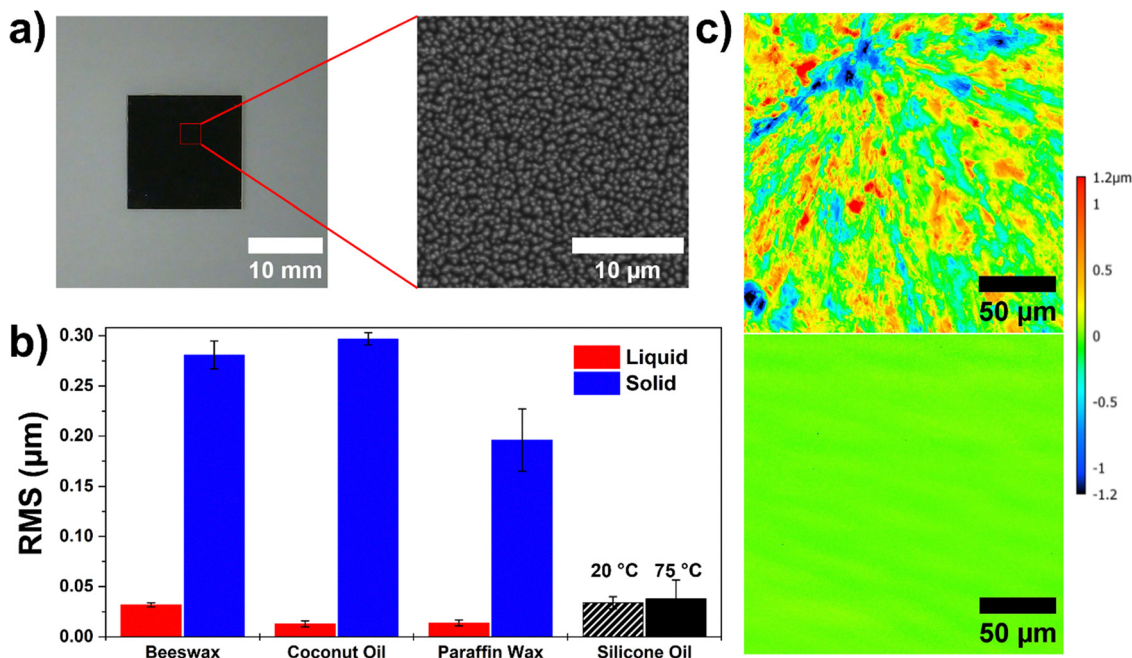 a)
10 mm
10 µm
b)
RMS (µm)
0.30
0.25
0.20
0.15
0.10
0.05
0.00
Liquid
Solid
20 °C
75 °C
Beeswax
Coconut Oil
Paraffin Wax
Silicone Oil
c)
50 µm
1.2µm
1
0.5
0
-0.5
-1
-1.2
50 µm